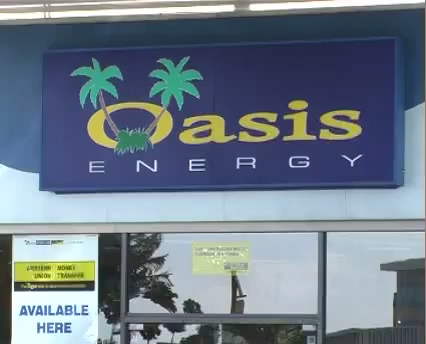 Oasis
ENERGY
WESTERN UNION
MONEY TRANSFER
AVAILABLE
HERE